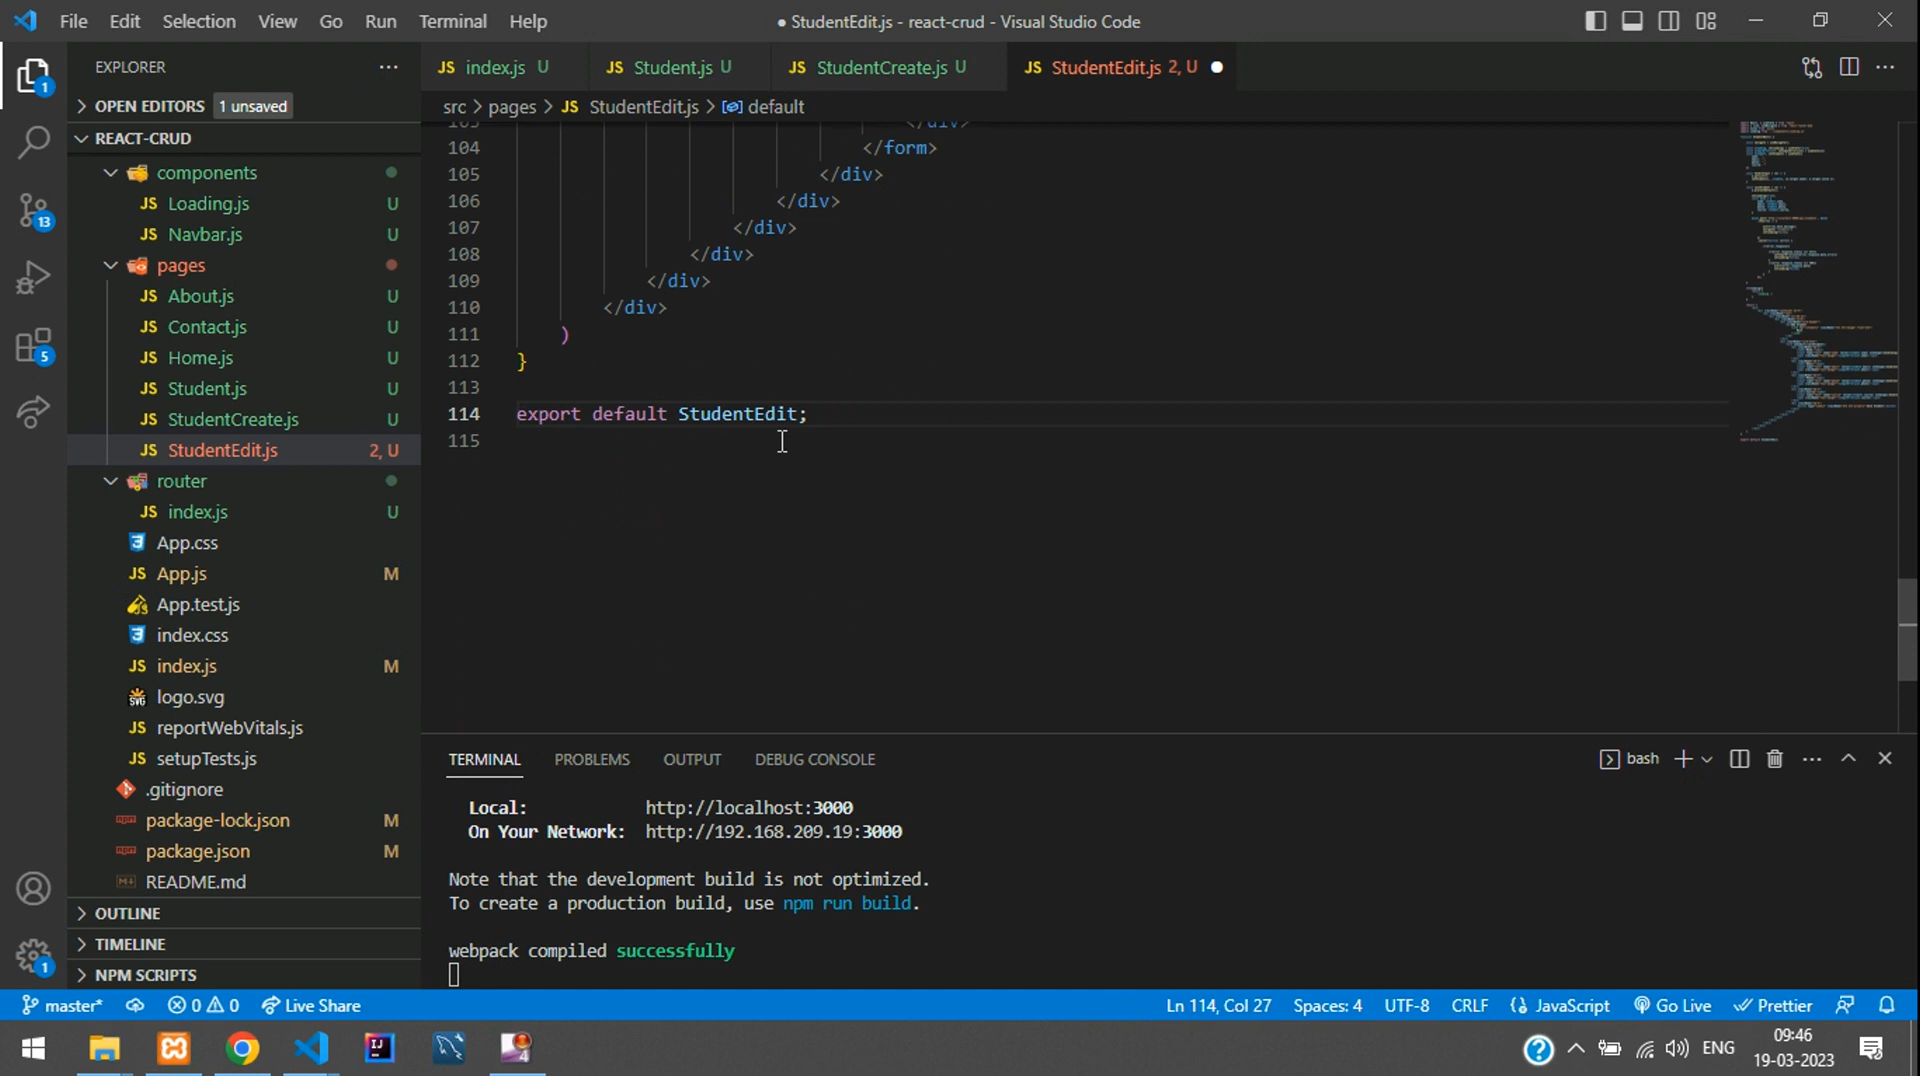 File Edit Selection View Go Run Terminal Help
● StudentEdit.js - react-crud - Visual Studio Code
EXPLORER
OPEN EDITORS 1 unsaved
REACT-CRUD
components
JS Loading.js U
JS Navbar.js U
pages
JS About.js U
JS Contact.js U
JS Home.js U
JS Student.js U
JS StudentCreate.js U
JS StudentEdit.js 2, U
router
JS index.js U
App.css
JS App.js M
App.test.js
index.css
JS index.js M
logo.svg
JS reportWebVitals.js
JS setupTests.js
.gitignore
package-lock.json M
package.json M
README.md
OUTLINE
TIMELINE
NPM SCRIPTS
1
13
5
1
JS index.js U
JS Student.js U
JS StudentCreate.js U
JS StudentEdit.js 2, U ●
src > pages > JS StudentEdit.js > default
103 </div>
104 </form>
105 </div>
106 </div>
107 </div>
108 </div>
109 </div>
110 </div>
111 )
112 }
113
114 export default StudentEdit;
115
TERMINAL PROBLEMS OUTPUT DEBUG CONSOLE
bash
Local: http://localhost:3000
On Your Network: http://192.168.209.19:3000
Note that the development build is not optimized.
To create a production build, use npm run build.
webpack compiled successfully
master* 0 0 Live Share
Ln 114, Col 27 Spaces: 4 UTF-8 CRLF {} JavaScript Go Live Prettier
ENG
09:46
19-03-2023